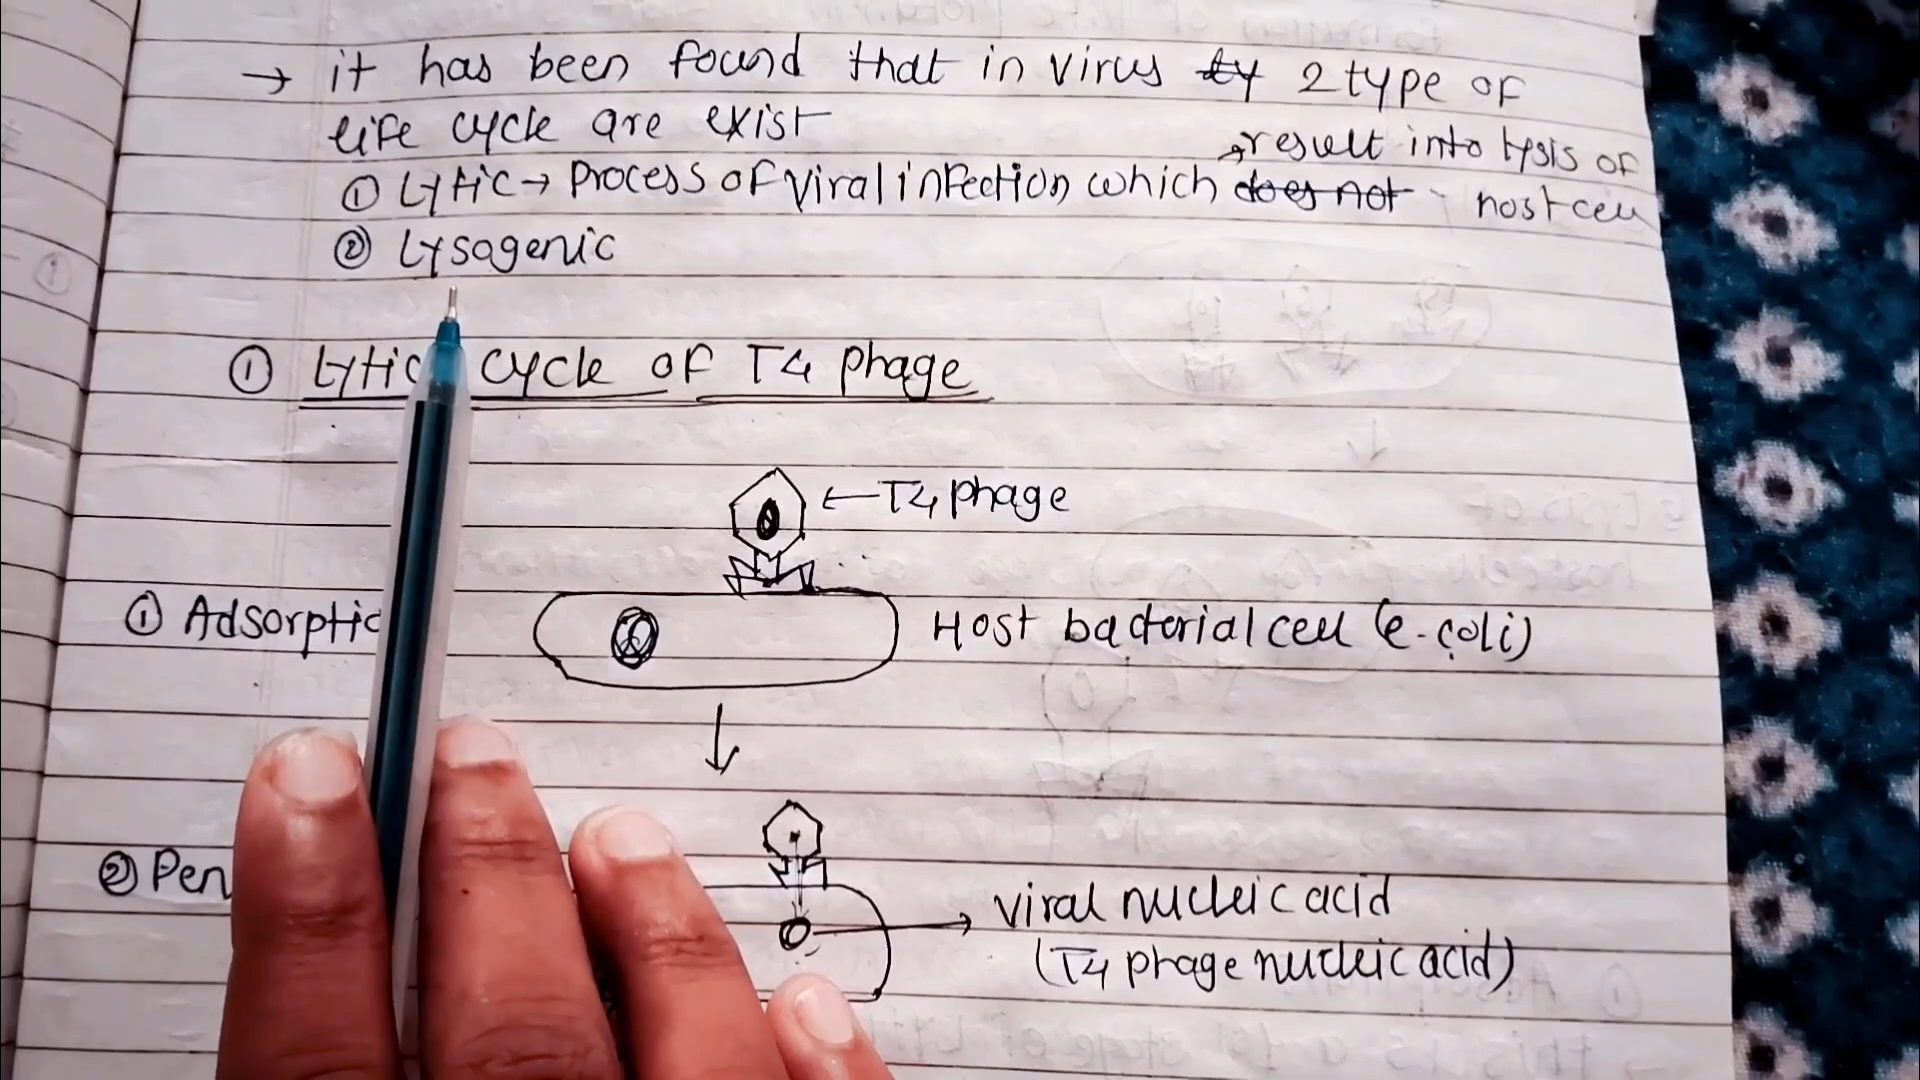 → it has been found that in virus ty 2 type of
life cycle are exist
① Lytic → Process of viral infection which does not result into lysis of
host cell
② Lysogenic
① Lytic cycle of T4 phage
← T4 phage
① Adsorptio
Host bacterial cell (e. coli)
② Pen
viral nucleic acid
(T4 phage nucleic acid)